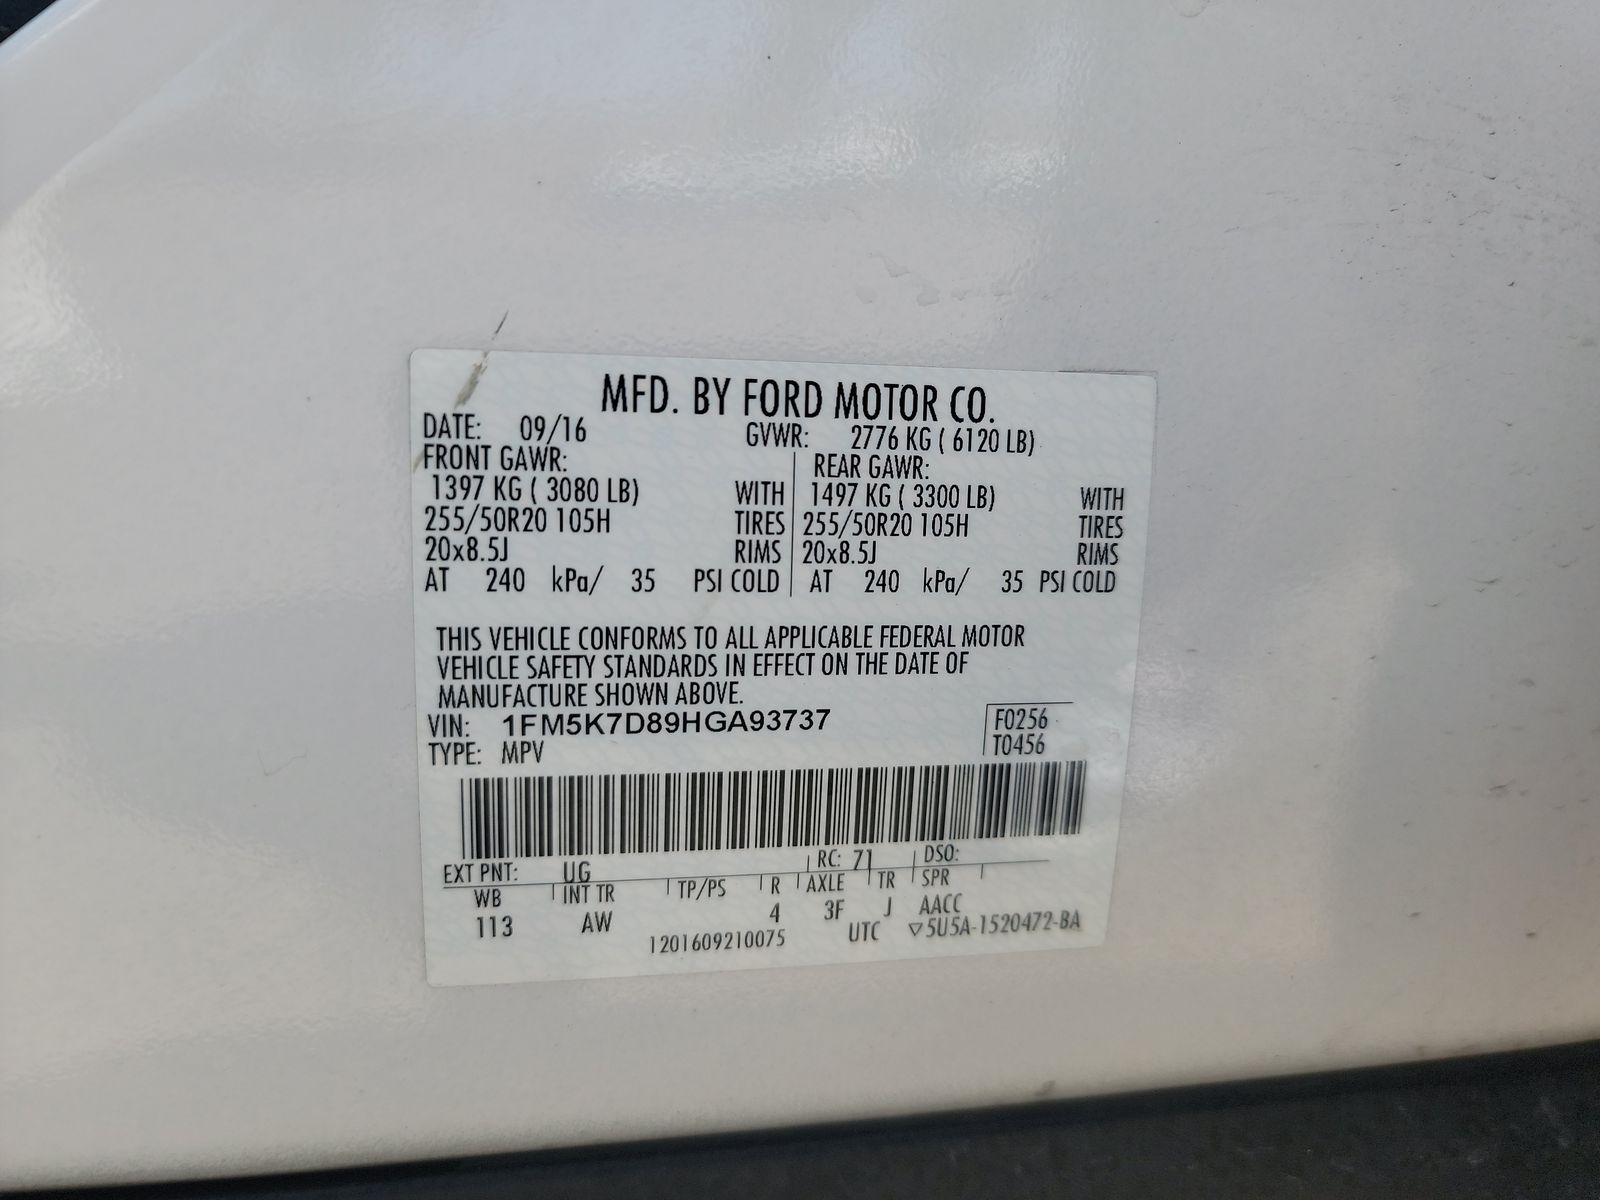 MFD. BY FORD MOTOR CO.
DATE: 09/16 GVWR: 2776 KG ( 6120 LB)
FRONT GAWR: REAR GAWR:
1397 KG ( 3080 LB) WITH 1497 KG ( 3300 LB) WITH
255/50R20 105H TIRES 255/50R20 105H TIRES
20x8.5J RIMS 20x8.5J RIMS
AT 240 kPa/ 35 PSI COLD AT 240 kPa/ 35 PSI COLD
THIS VEHICLE CONFORMS TO ALL APPLICABLE FEDERAL MOTOR
VEHICLE SAFETY STANDARDS IN EFFECT ON THE DATE OF
MANUFACTURE SHOWN ABOVE.
VIN: 1FM5K7D89HGA93737 F0256
TYPE: MPV T0456
EXT PNT: UG RC: 71 DSO:
WB INT TR TP/PS R AXLE TR SPR
113 AW 4 3F J AACC
1201609210075 UTC ▽5U5A-1520472-BA